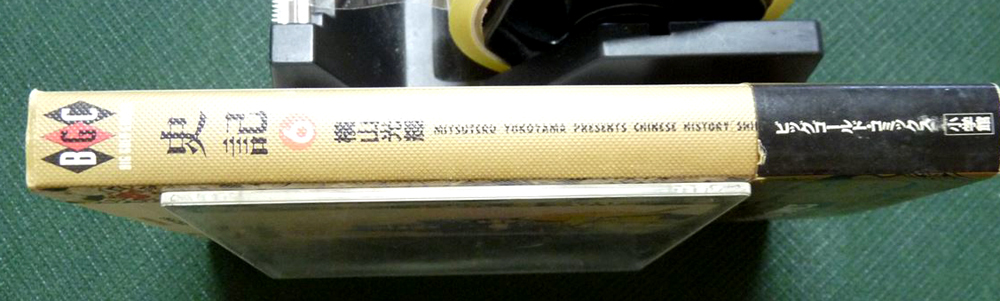 BGC
史記
6
横山光輝
MITSUTERU YOKOYAMA PRESENTS CHINESE HISTORY SHI
ビッグゴールドコミックス
小学館